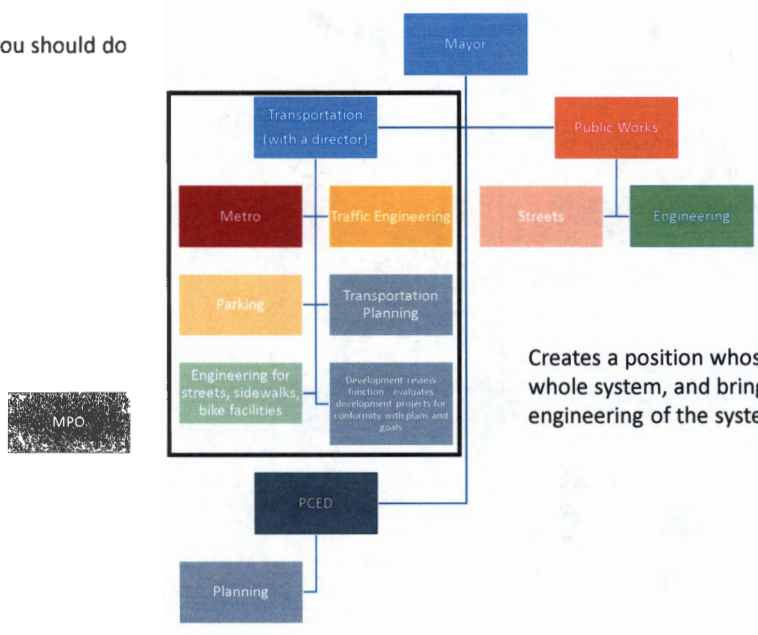 ou should do
Mayor
Transportation
(with a director)
Public Works
Metro
Traffic Engineering
Streets
Engineering
Parking
Transportation
Planning
Engineering for
streets, sidewalks,
bike facilities
Development review
function - evaluates
development projects for
conformity with plans and
goals
Creates a position whos
whole system, and bring
engineering of the syste
MPO
PCED
Planning